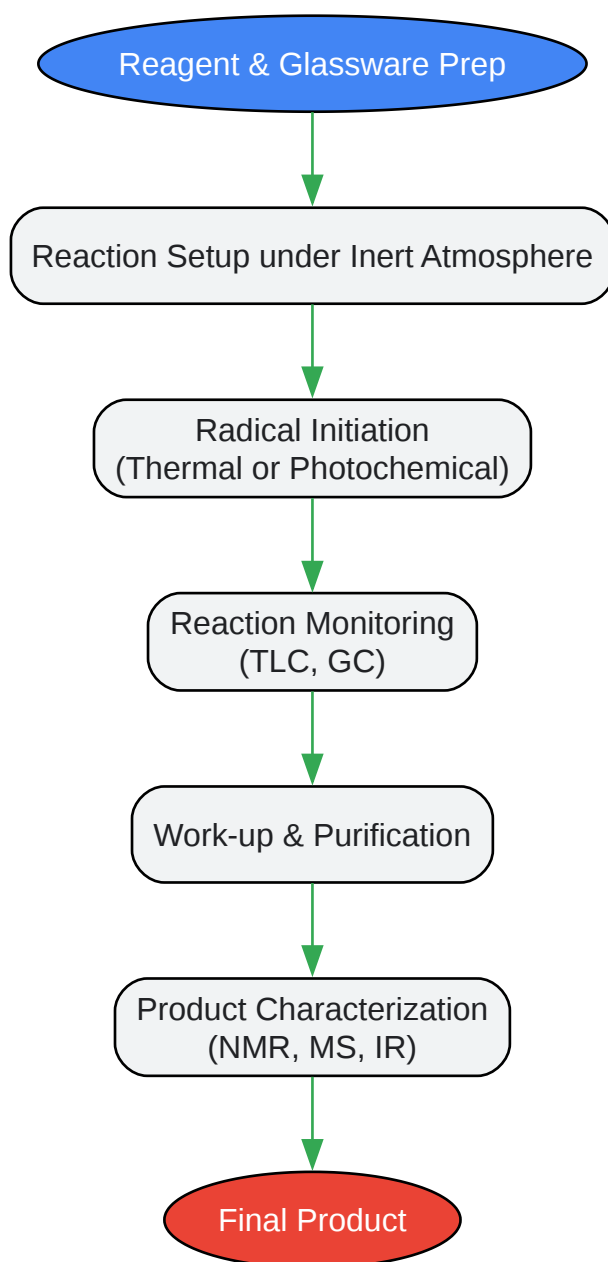 Reagent & Glassware Prep
Reaction Setup under Inert Atmosphere
Radical Initiation
(Thermal or Photochemical)
Reaction Monitoring
(TLC, GC)
Work-up & Purification
Product Characterization
(NMR, MS, IR)
Final Product